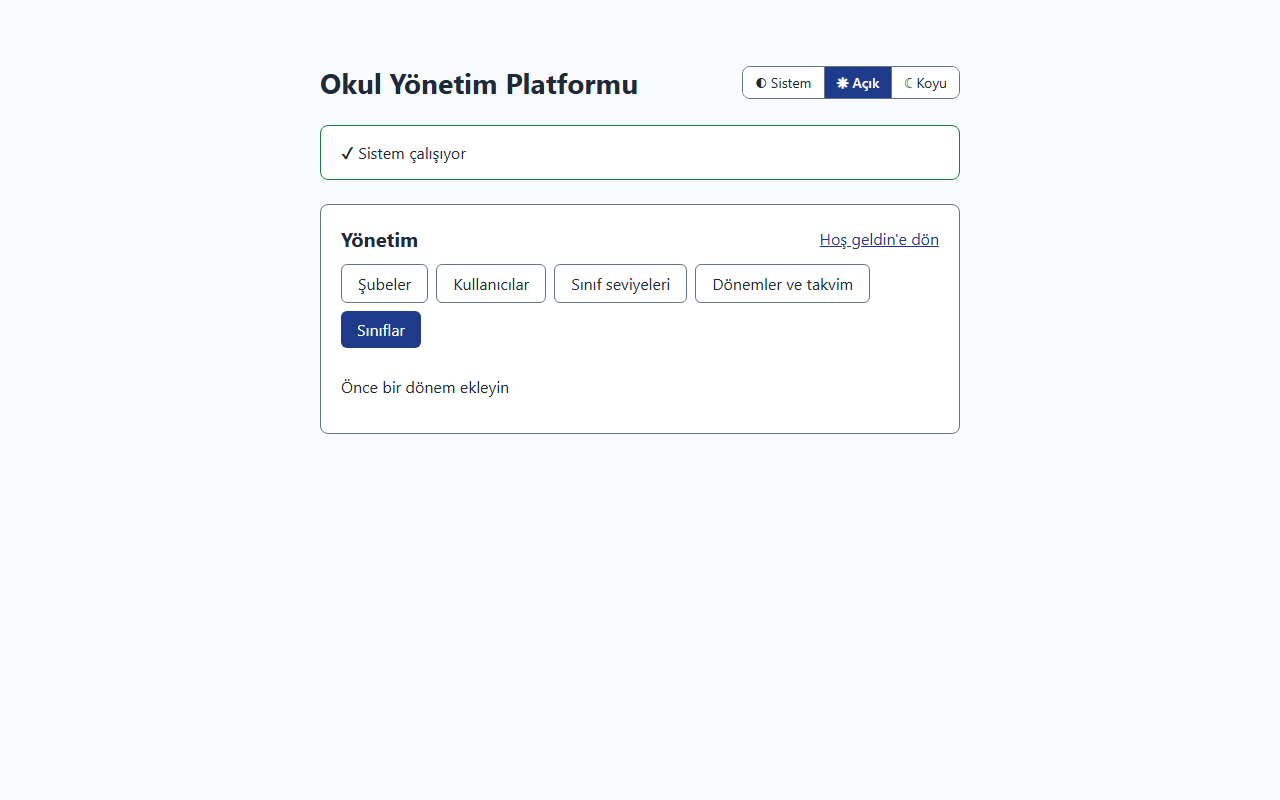 Okul Yönetim Platformu
◐ Sistem
❋ Açık
☾ Koyu
✓ Sistem çalışıyor
Yönetim
Hoş geldin'e dön
Şubeler
Kullanıcılar
Sınıf seviyeleri
Dönemler ve takvim
Sınıflar
Önce bir dönem ekleyin